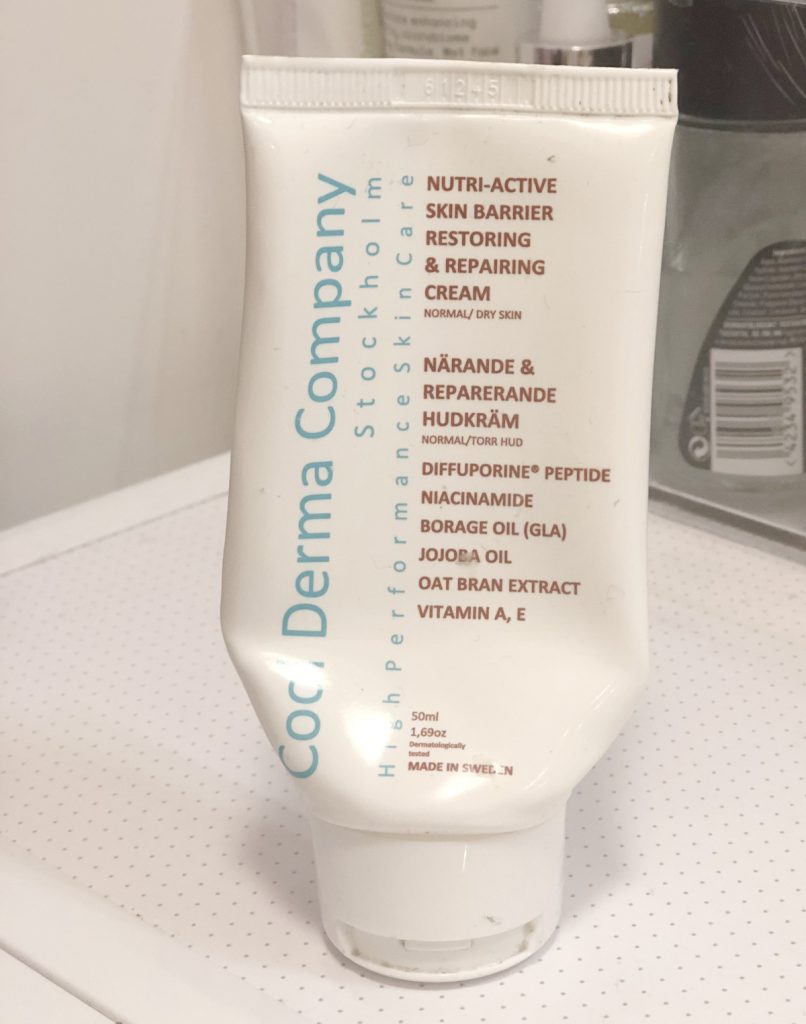 61245
Cool Derma Company
Stockholm
High Performance Skin Care
NUTRI-ACTIVE
SKIN BARRIER
RESTORING
& REPAIRING
CREAM
NORMAL/ DRY SKIN
NÄRANDE &
REPARERANDE
HUDKRÄM
NORMAL/TORR HUD
DIFFUPORINE® PEPTIDE
NIACINAMIDE
BORAGE OIL (GLA)
JOJOBA OIL
OAT BRAN EXTRACT
VITAMIN A, E
50ml
1,69oz
Dermatologically
tested
MADE IN SWEDEN
enhancing